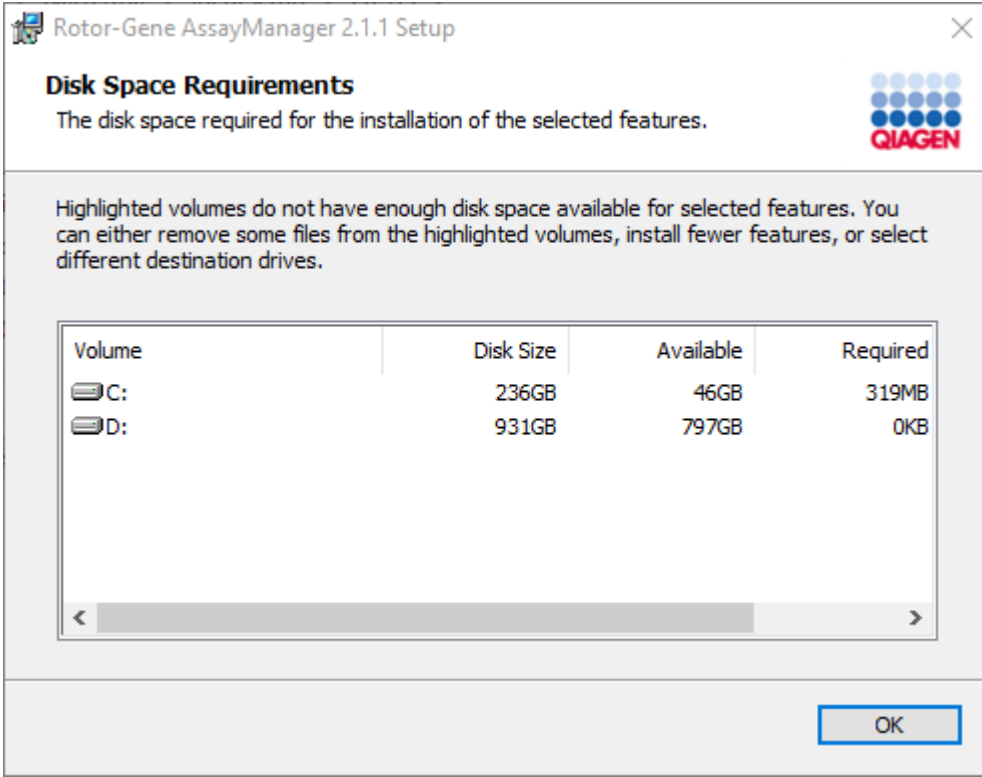 Rotor-Gene AssayManager 2.1.1 Setup
Disk Space Requirements
The disk space required for the installation of the selected features.
QIAGEN
Highlighted volumes do not have enough disk space available for selected features. You
can either remove some files from the highlighted volumes, install fewer features, or select
different destination drives.
Volume Disk Size Available Required
C: 236GB 46GB 319MB
D: 931GB 797GB 0KB
OK